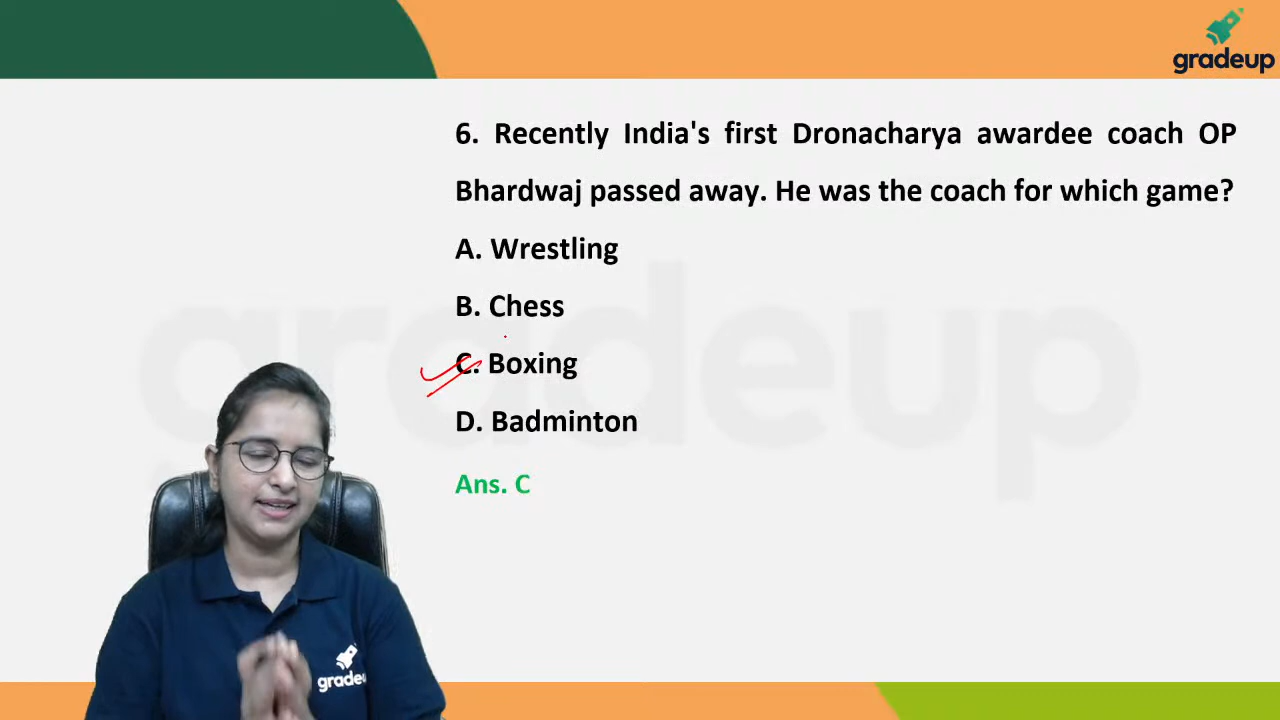 gradeup
6. Recently India's first Dronacharya awardee coach OP
Bhardwaj passed away. He was the coach for which game?
A. Wrestling
B. Chess
C. Boxing
D. Badminton
Ans. C
gradeup
gradeup